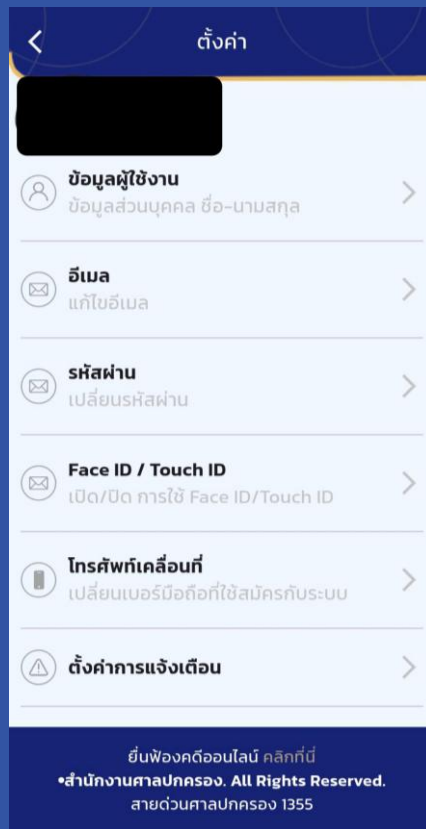 ตั้งค่า
ข้อมูลผู้ใช้งาน
ข้อมูลส่วนบุคคล ชื่อ-นามสกุล
อีเมล
แก้ไขอีเมล
รหัสผ่าน
เปลี่ยนรหัสผ่าน
Face ID / Touch ID
เปิด/ปิด การใช้ Face ID/Touch ID
โทรศัพท์เคลื่อนที่
เปลี่ยนเบอร์มือถือที่ใช้สมัครกับระบบ
ตั้งค่าการแจ้งเตือน
ยื่นฟ้องคดีออนไลน์ คลิกที่นี่
•สำนักงานศาลปกครอง. All Rights Reserved.
สายด่วนศาลปกครอง 1355